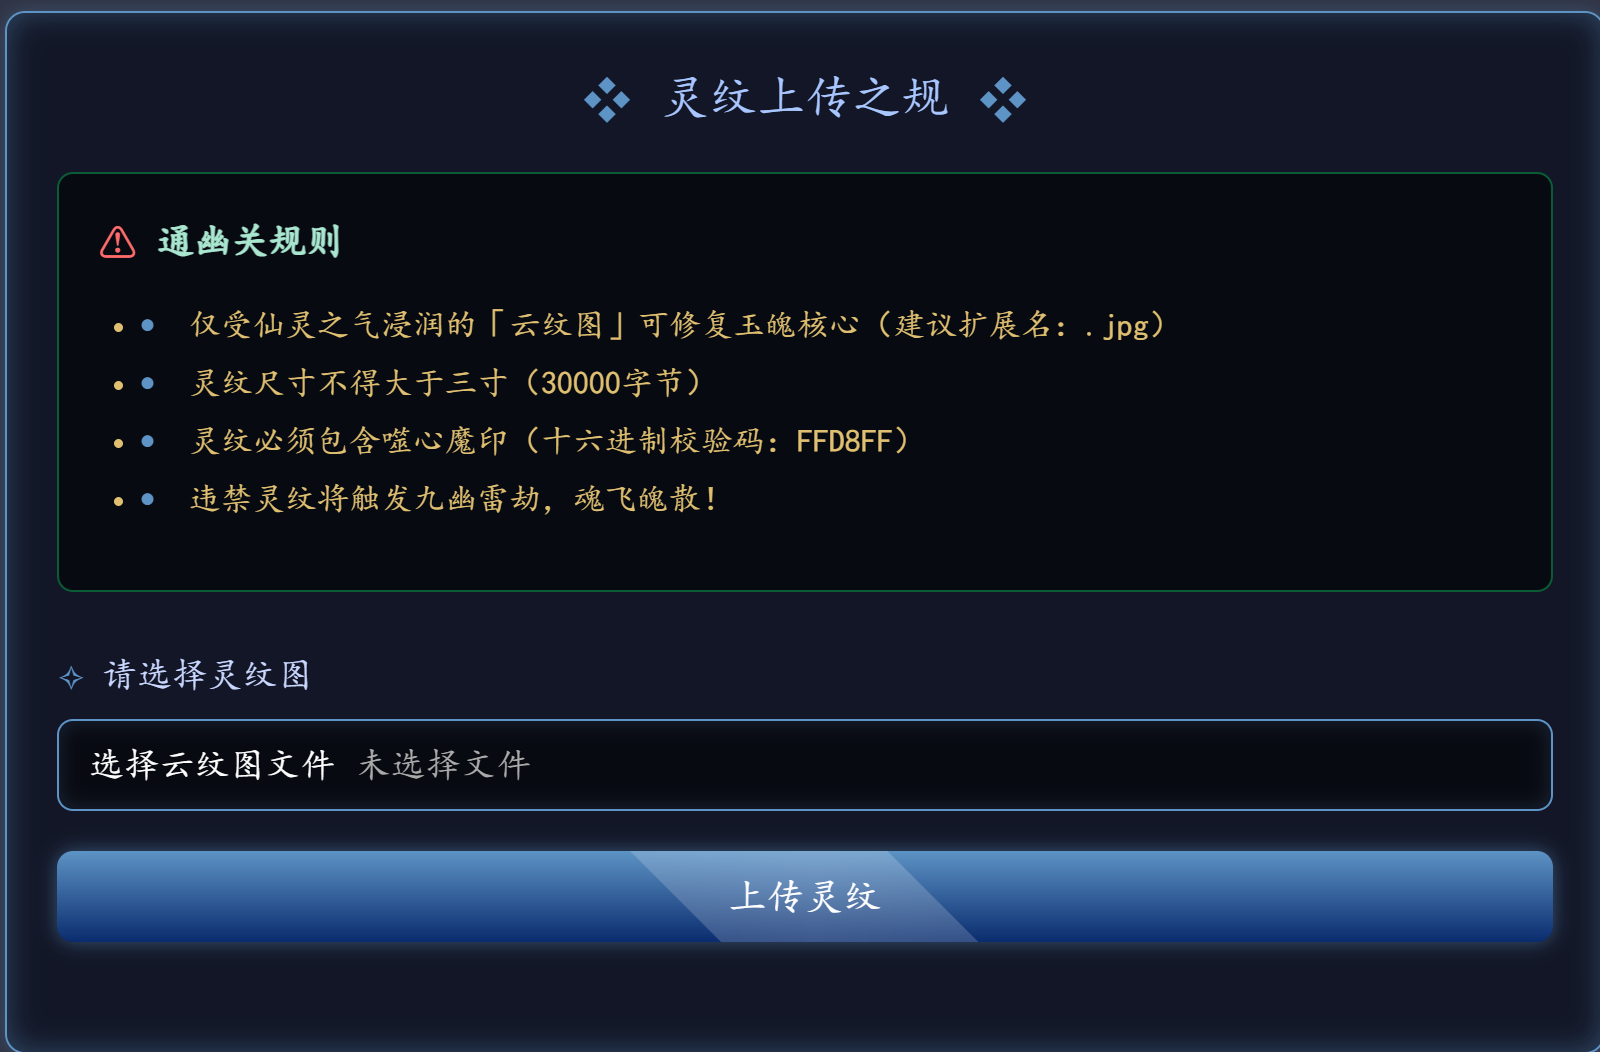 灵纹上传之规
通幽关规则
仅受仙灵之气浸润的「云纹图」可修复玉魄核心（建议扩展名：.jpg）
灵纹尺寸不得大于三寸（30000字节）
灵纹必须包含噬心魔印（十六进制校验码：FFD8FF）
违禁灵纹将触发九幽雷劫，魂飞魄散！
请选择灵纹图
选择云纹图文件 未选择文件
上传灵纹